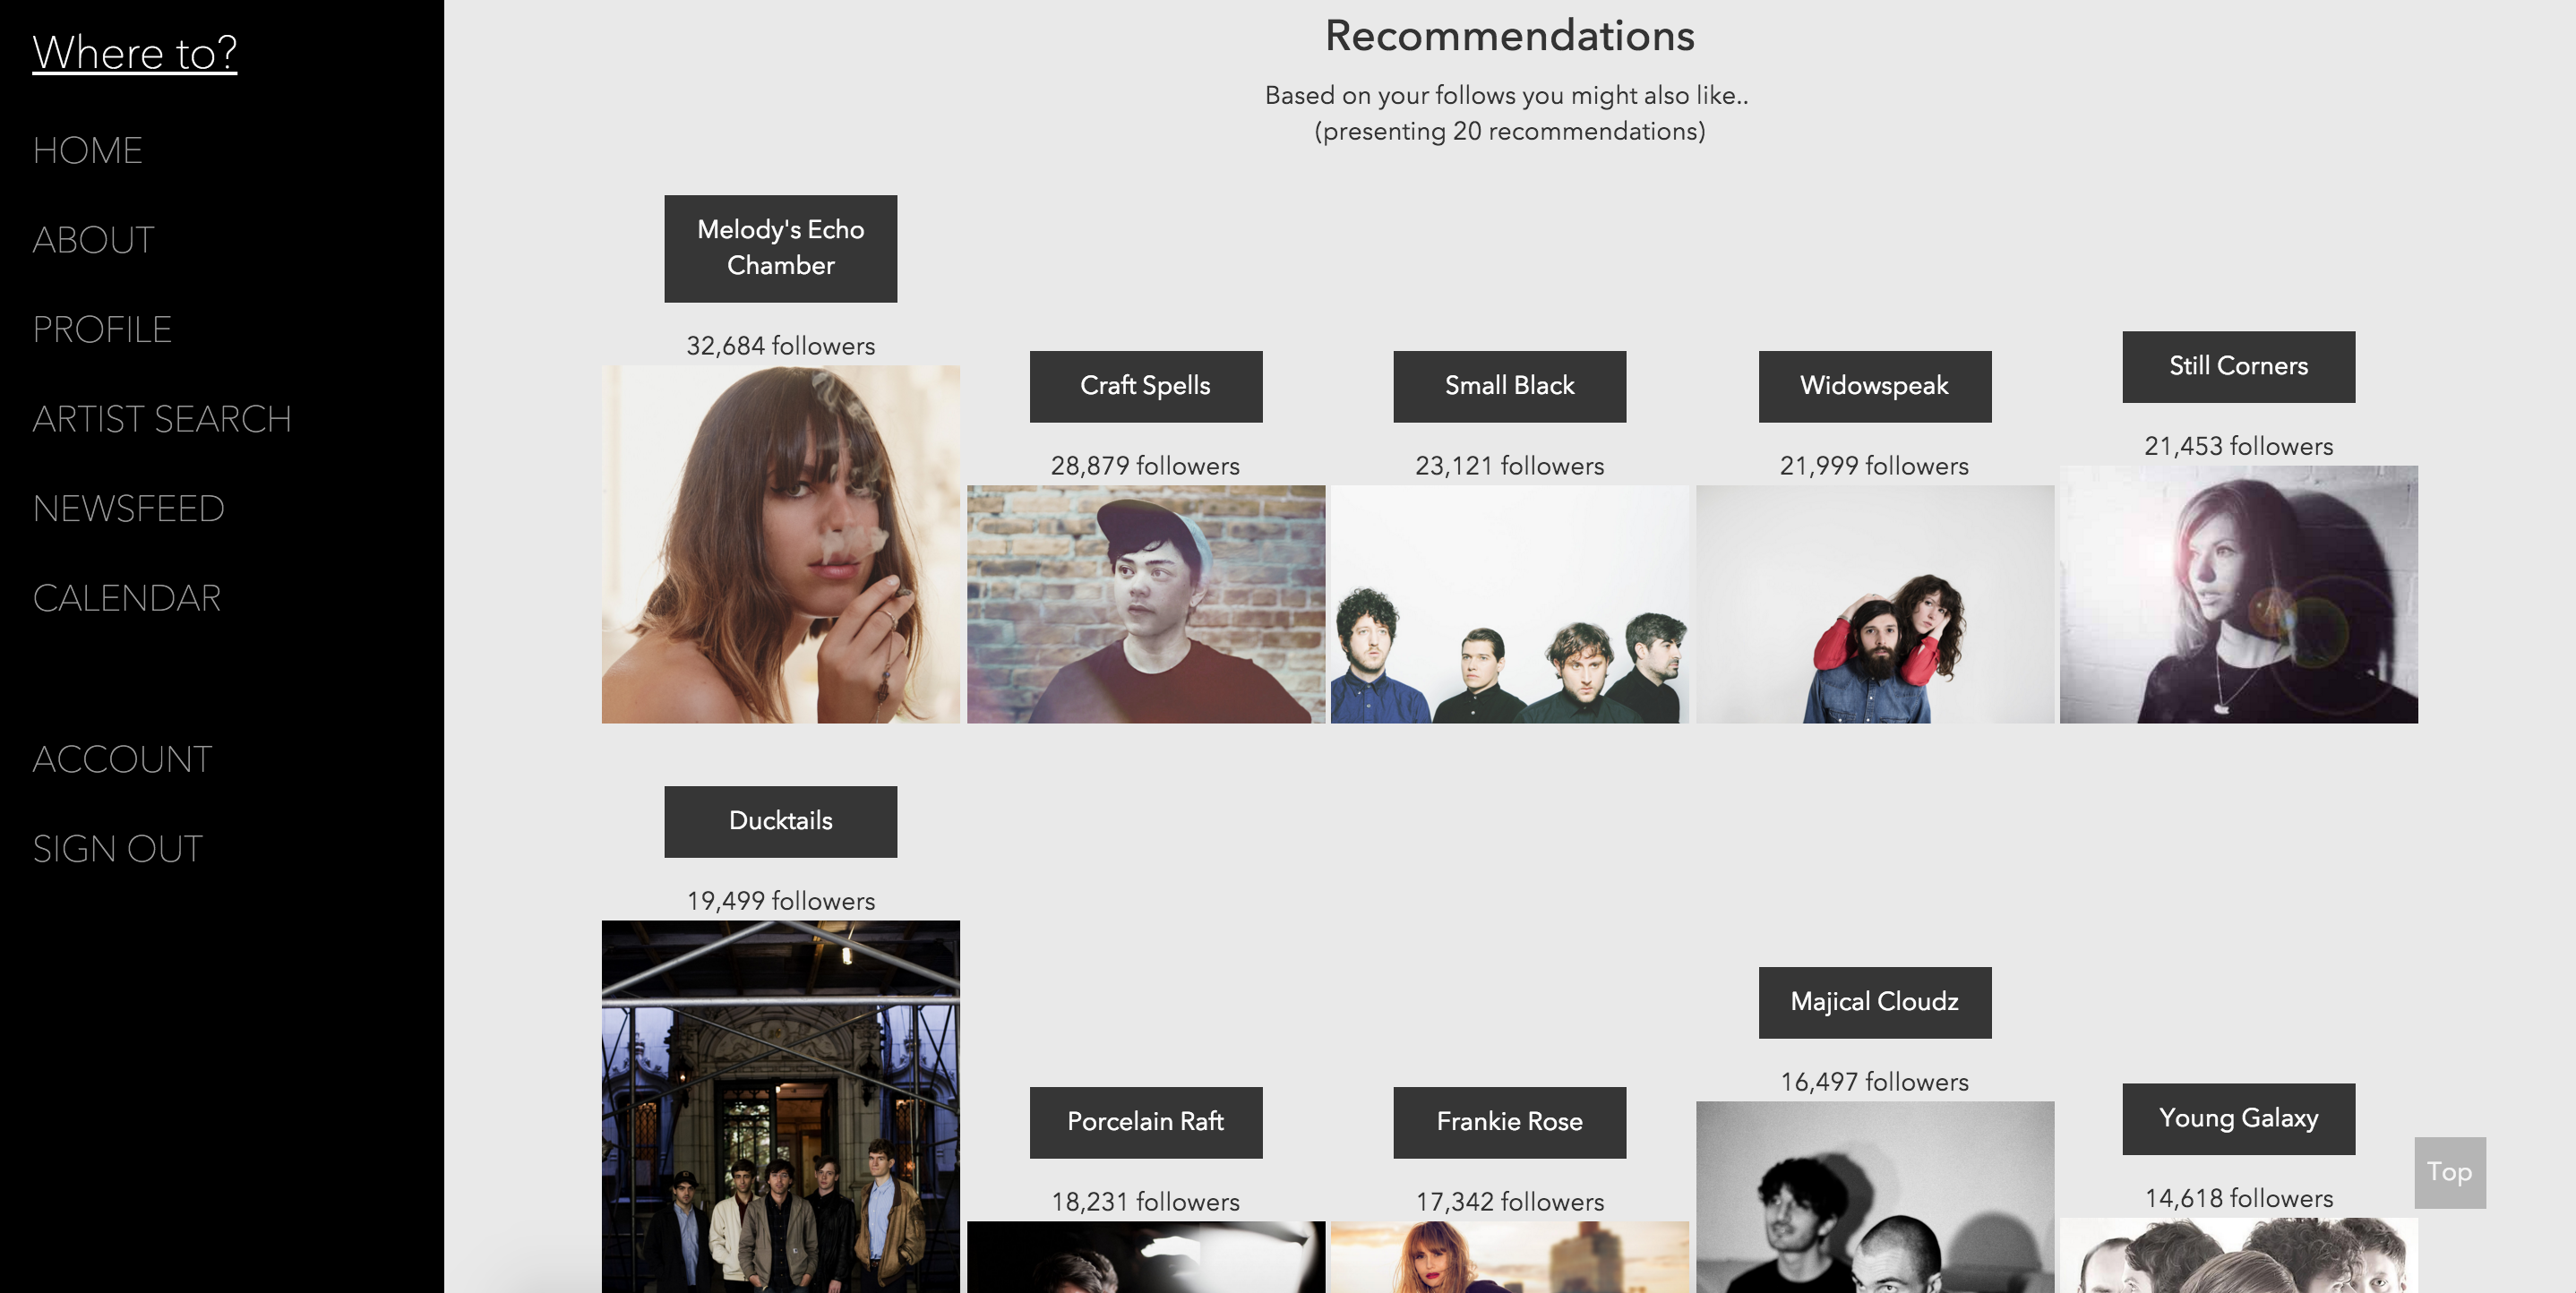 Where to?
HOME
ABOUT
PROFILE
ARTIST SEARCH
NEWSFEED
CALENDAR
ACCOUNT
SIGN OUT
Recommendations
Based on your follows you might also like..
(presenting 20 recommendations)
Melody's Echo
Chamber
32,684 followers
Craft Spells
28,879 followers
Small Black
23,121 followers
Widowspeak
21,999 followers
Still Corners
21,453 followers
Ducktails
19,499 followers
Porcelain Raft
18,231 followers
Frankie Rose
17,342 followers
Majical Cloudz
16,497 followers
Young Galaxy
14,618 followers
Top